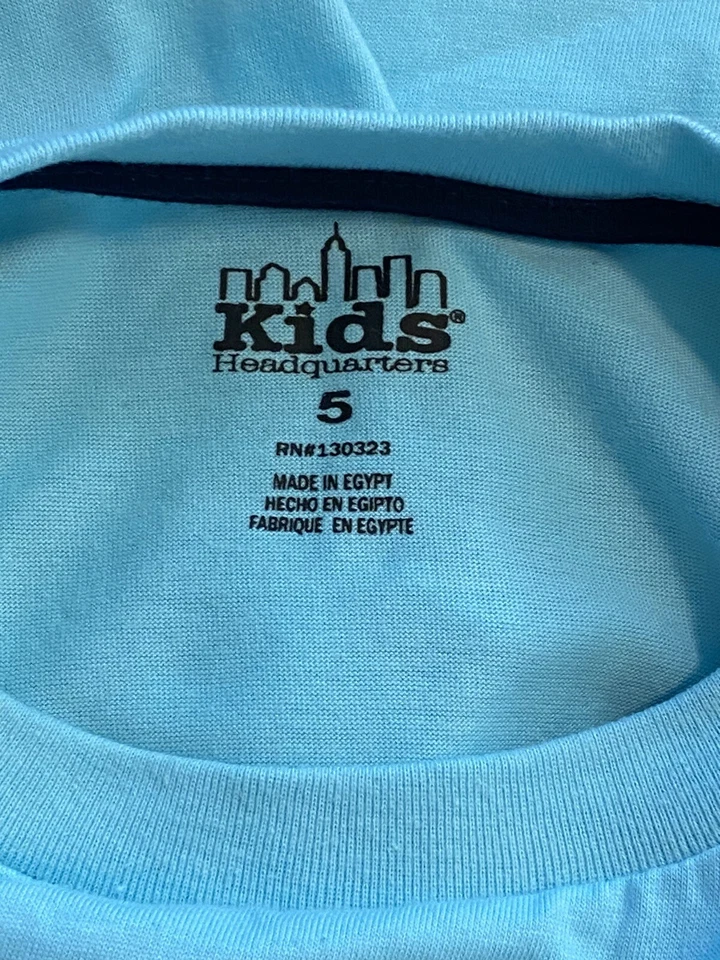 Kids®
Headquarters
5
RN#130323
MADE IN EGYPT
HECHO EN EGIPTO
FABRIQUE EN EGYPTE